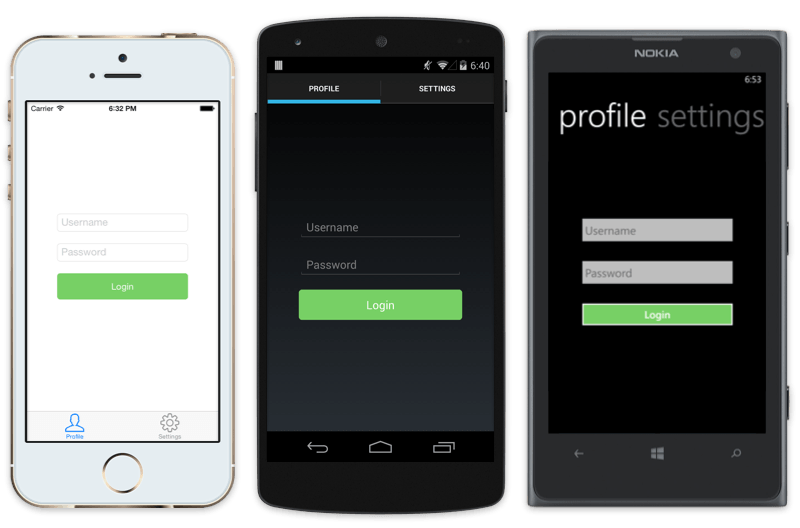 Carrier 6:32 PM
Username
Password
Login
Profile
Settings
6:40
PROFILE SETTINGS
Username
Password
Login
NOKIA
6:53
profile settings
Username
Password
Login